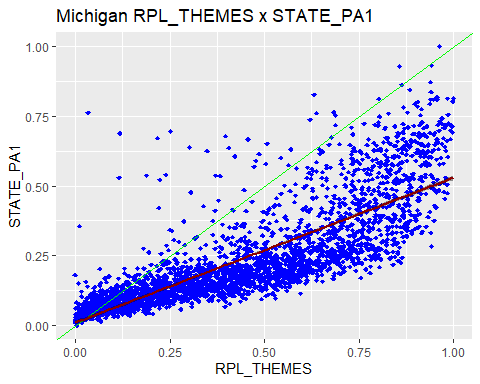 Michigan RPL_THEMES x STATE_PA1
1.00
0.75
0.50
0.25
0.00
STATE_PA1
0.00 0.25 0.50 0.75 1.00
RPL_THEMES